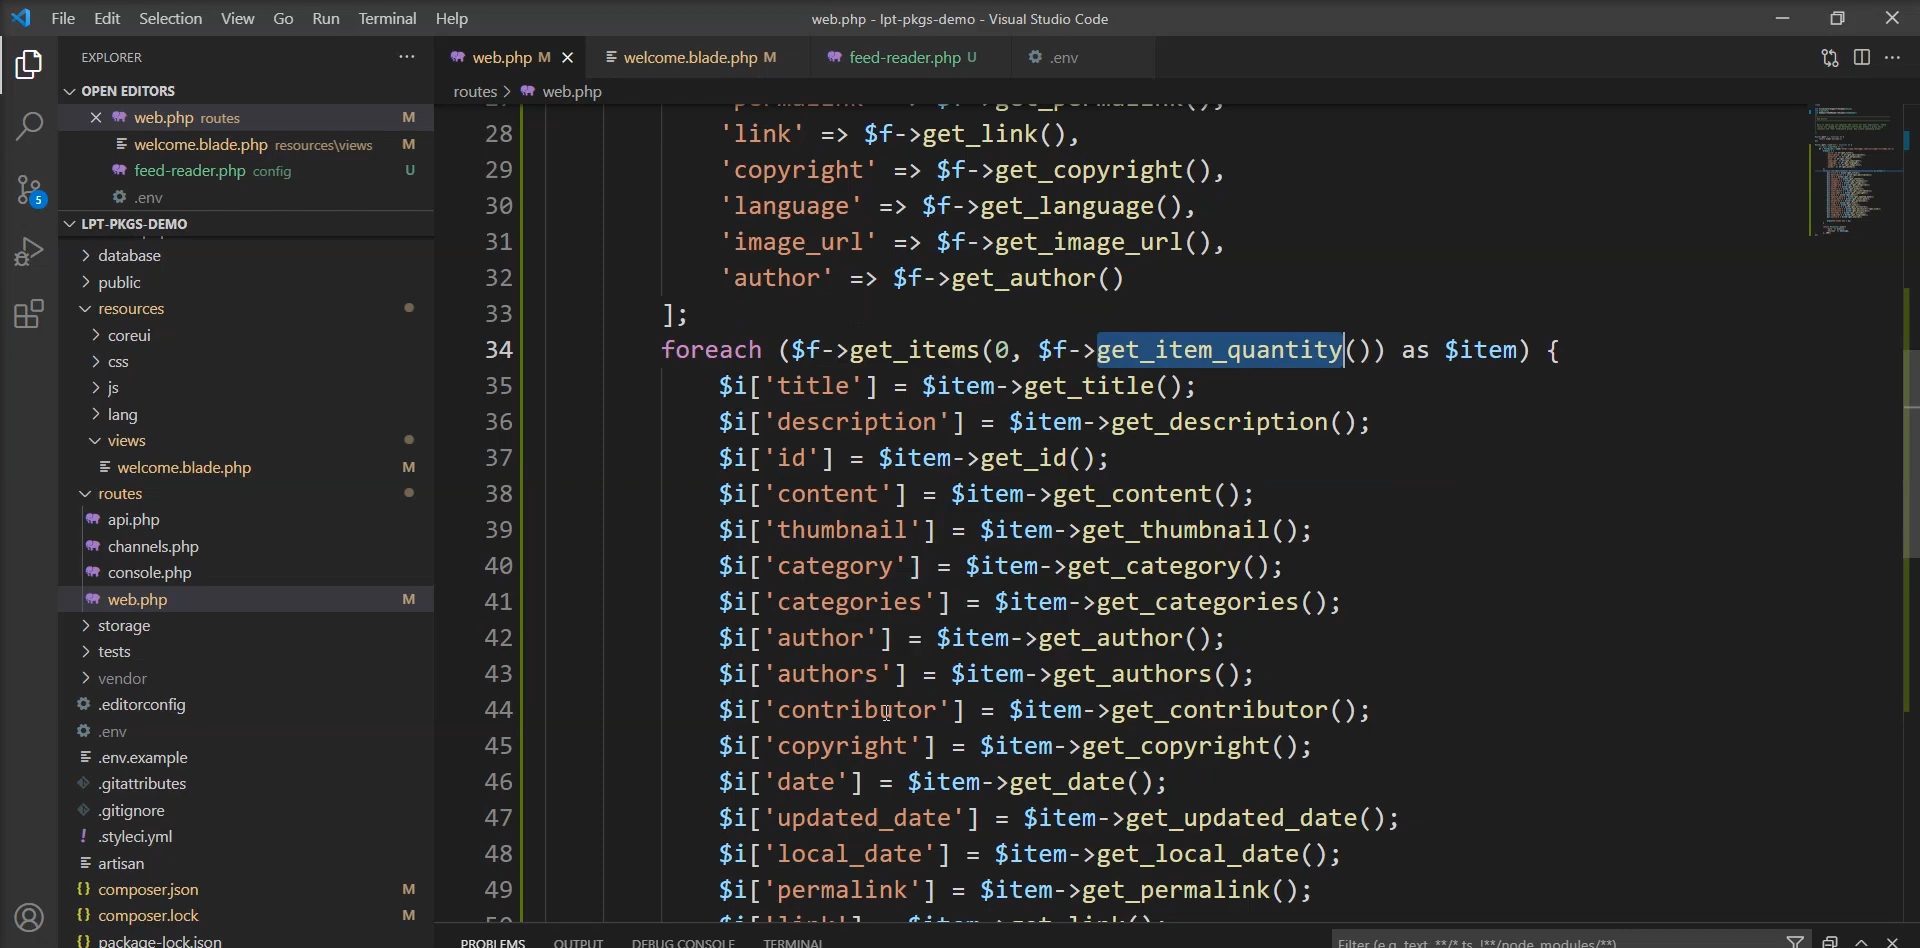 File Edit Selection View Go Run Terminal Help
web.php - lpt-pkgs-demo - Visual Studio Code
EXPLORER
OPEN EDITORS
web.php routes M
welcome.blade.php resources\views M
feed-reader.php config U
.env
LPT-PKGS-DEMO
database
public
resources
coreui
css
js
lang
views
welcome.blade.php M
routes
api.php
channels.php
console.php
web.php M
storage
tests
vendor
.editorconfig
.env
.env.example
.gitattributes
.gitignore
.styleci.yml
artisan
composer.json M
composer.lock M
package-lock.json
5
web.php M welcome.blade.php M feed-reader.php U .env
routes > web.php
28 'link' => $f->get_link(),
29 'copyright' => $f->get_copyright(),
30 'language' => $f->get_language(),
31 'image_url' => $f->get_image_url(),
32 'author' => $f->get_author()
33 ];
34 foreach ($f->get_items(0, $f->get_item_quantity()) as $item) {
35 $i['title'] = $item->get_title();
36 $i['description'] = $item->get_description();
37 $i['id'] = $item->get_id();
38 $i['content'] = $item->get_content();
39 $i['thumbnail'] = $item->get_thumbnail();
40 $i['category'] = $item->get_category();
41 $i['categories'] = $item->get_categories();
42 $i['author'] = $item->get_author();
43 $i['authors'] = $item->get_authors();
44 $i['contributor'] = $item->get_contributor();
45 $i['copyright'] = $item->get_copyright();
46 $i['date'] = $item->get_date();
47 $i['updated_date'] = $item->get_updated_date();
48 $i['local_date'] = $item->get_local_date();
49 $i['permalink'] = $item->get_permalink();
PROBLEMS OUTPUT DEBUG CONSOLE TERMINAL
Filter (e.g. text, **/*.ts, !**/node_modules/**)